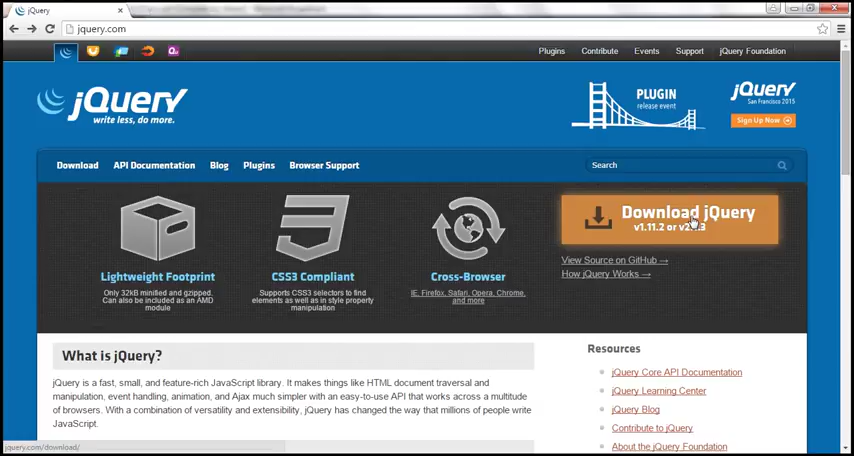 jQuery
jquery.com
Plugins
Contribute
Events
Support
jQuery Foundation
jQuery
write less, do more.
PLUGIN
release event
jQuery
San Francisco 2015
Sign Up Now
Download
API Documentation
Blog
Plugins
Browser Support
Search
Download jQuery
v1.11.2 or
Lightweight Footprint
Only 32kB minified and gzipped.
Can also be included as an AMD
module
CSS3 Compliant
Supports CSS3 selectors to find
elements as well as in style property
manipulation
Cross-Browser
IE, Firefox, Safari, Opera, Chrome,
and more
View Source on GitHub →
How jQuery Works →
What is jQuery?
jQuery is a fast, small, and feature-rich JavaScript library. It makes things like HTML document traversal and
manipulation, event handling, animation, and Ajax much simpler with an easy-to-use API that works across a multitude
of browsers. With a combination of versatility and extensibility, jQuery has changed the way that millions of people write
JavaScript.
Resources
jQuery Core API Documentation
jQuery Learning Center
jQuery Blog
Contribute to jQuery
About the jQuery Foundation
jquery.com/download/